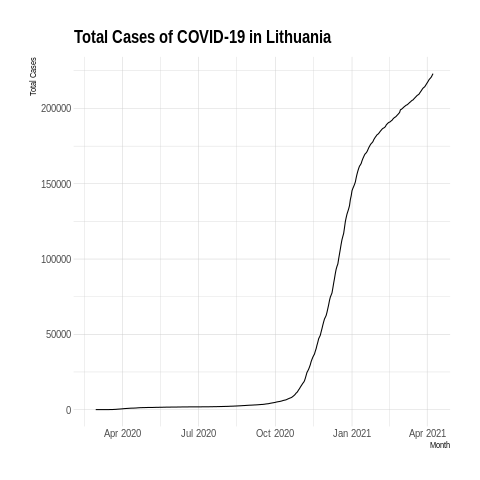 Total Cases of COVID-19 in Lithuania
Total Cases
200000
150000
100000
50000
0
Apr 2020 Jul 2020 Oct 2020 Jan 2021 Apr 2021
Month